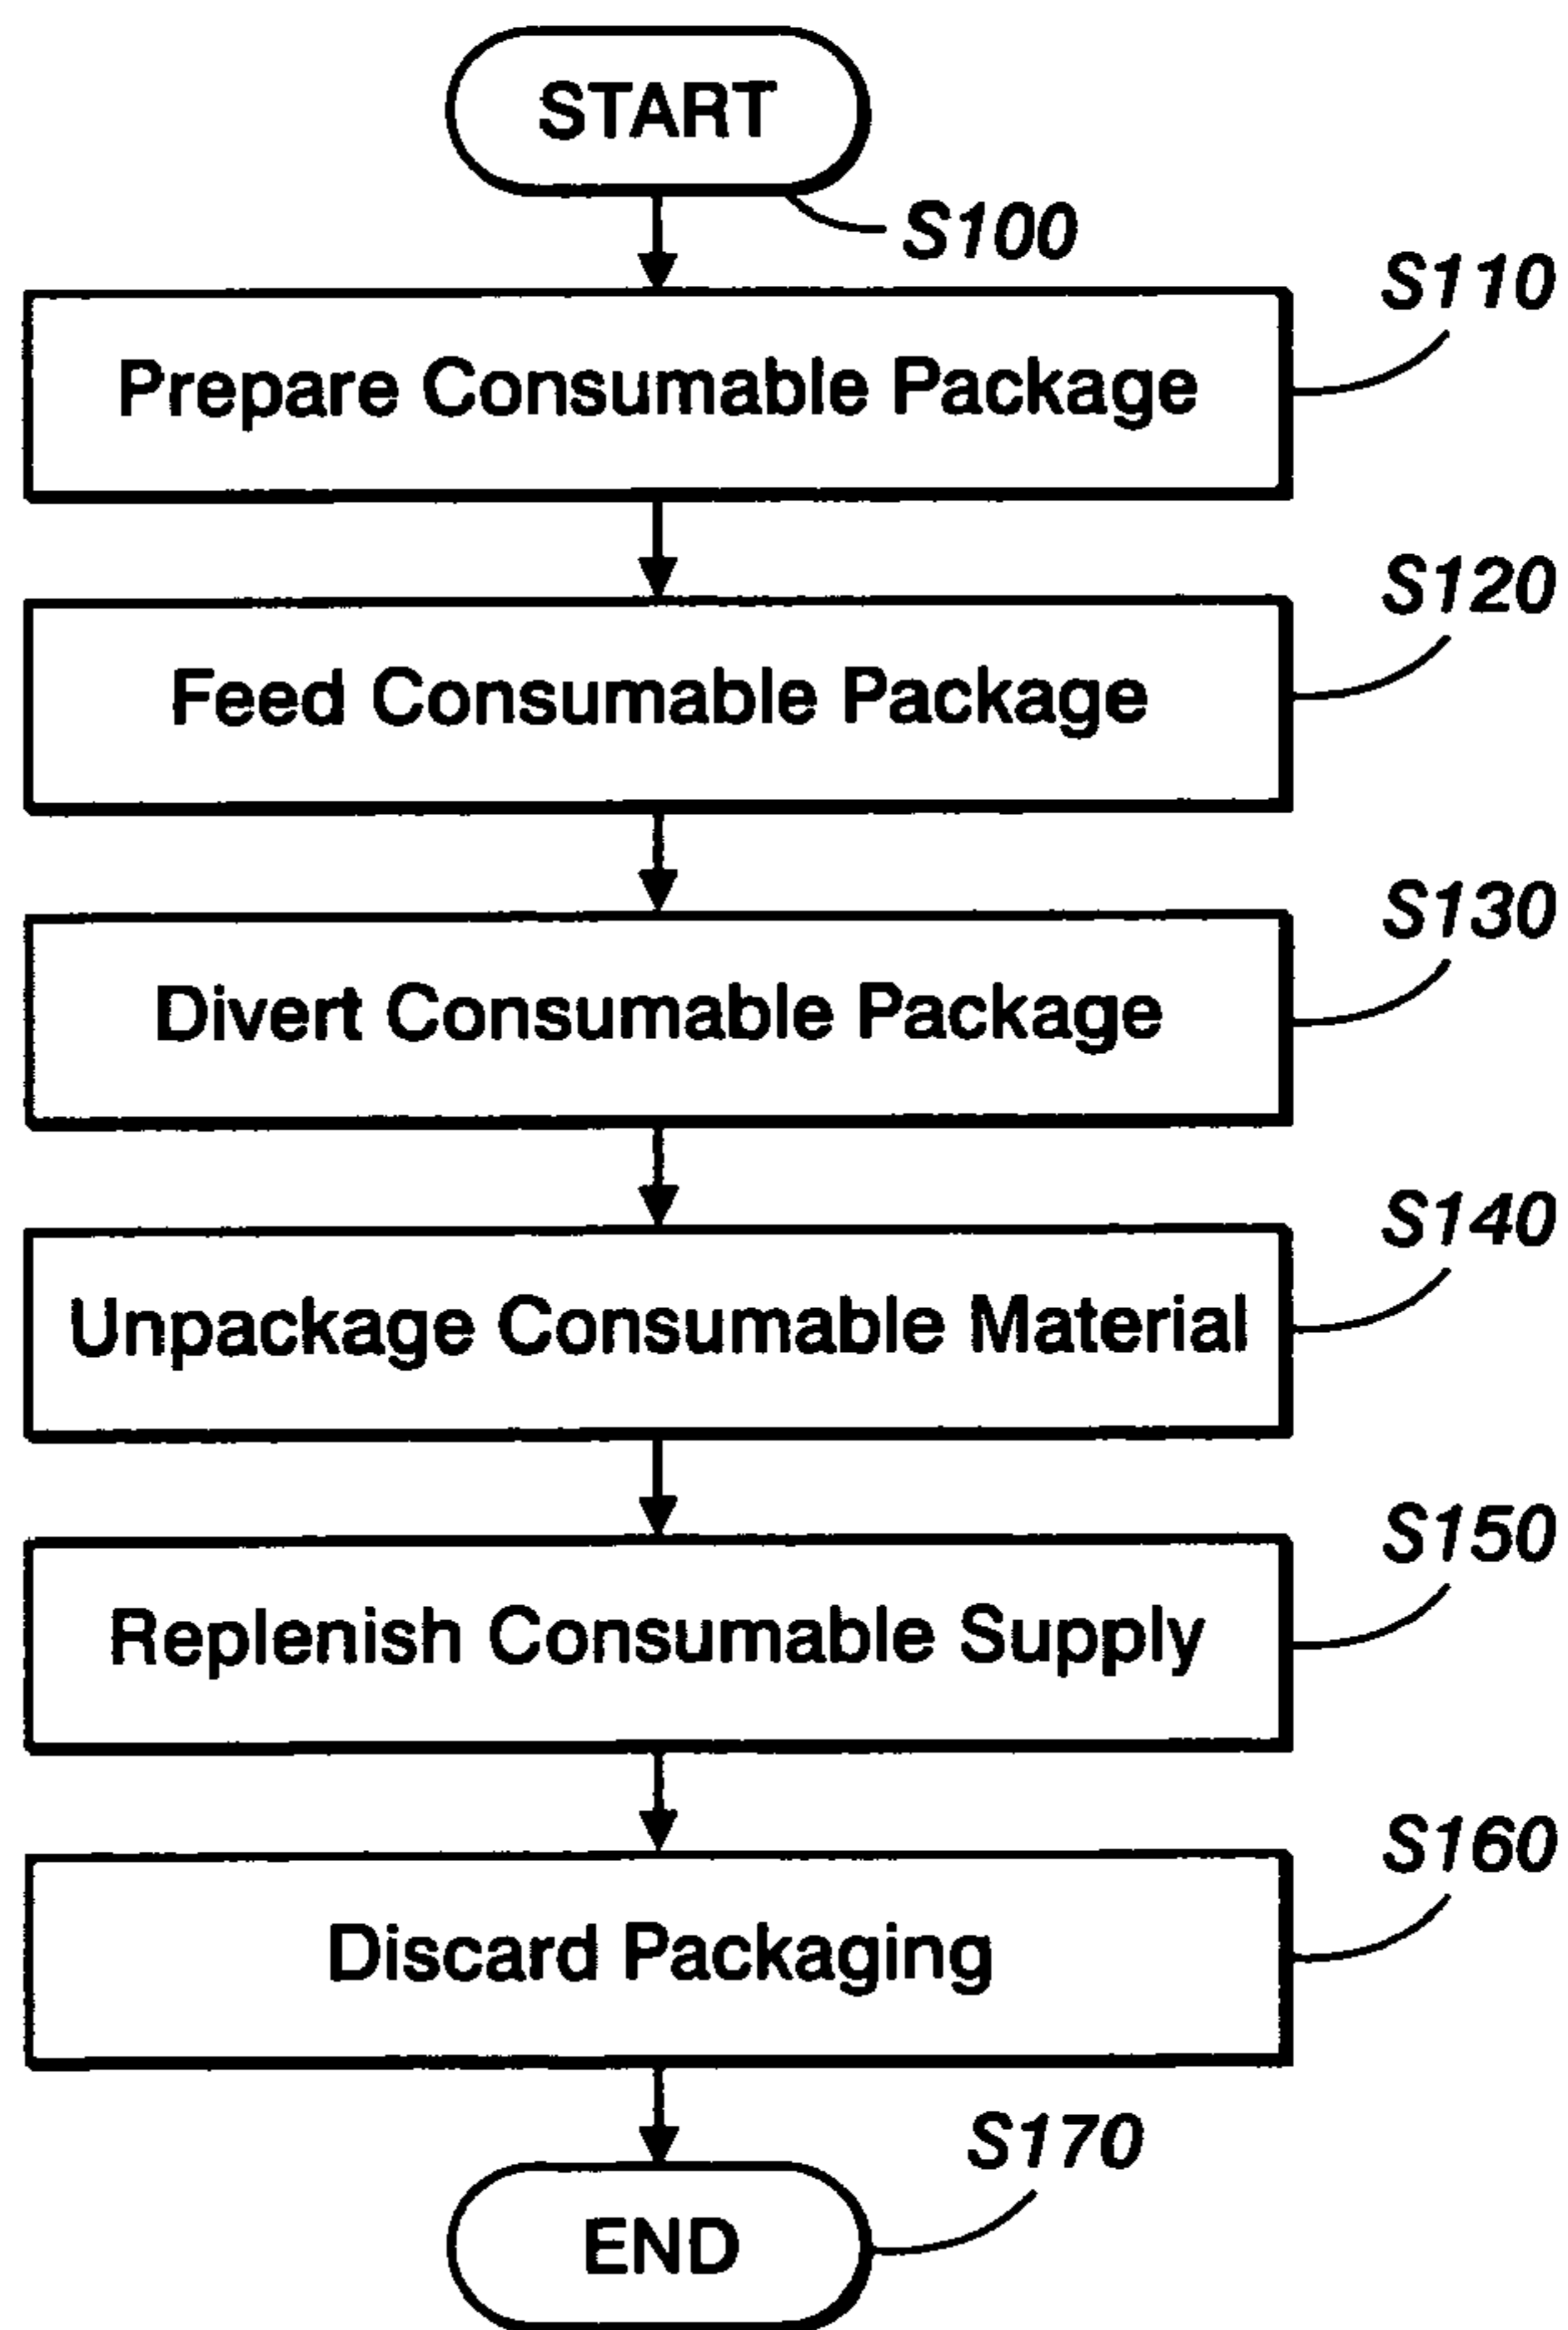 START
S100
S110
Prepare Consumable Package
S120
Feed Consumable Package
S130
Divert Consumable Package
S140
Unpackage Consumable Material
S150
Replenish Consumable Supply
S160
Discard Packaging
S170
END